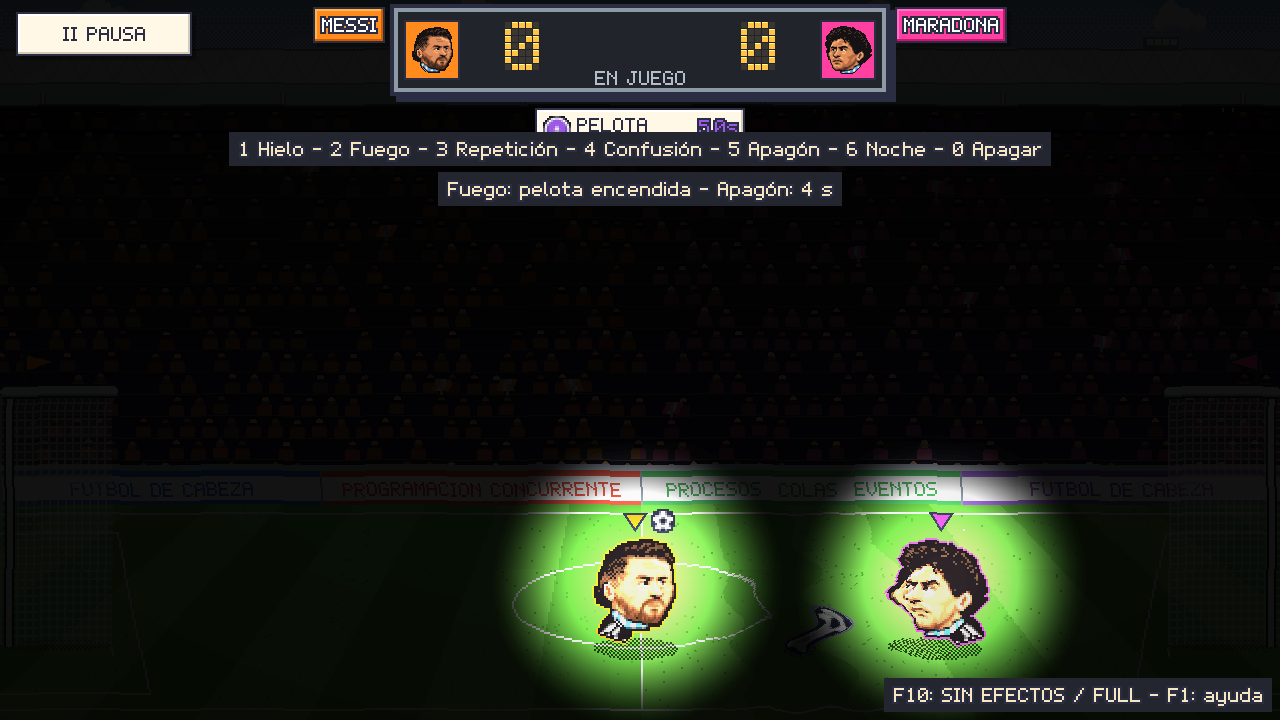 II PAUSA
MESSI
0
0
MARADONA
EN JUEGO
PELOTA 50s
1 Hielo - 2 Fuego - 3 Repetición - 4 Confusión - 5 Apagón - 6 Noche - 0 Apagar
Fuego: pelota encendida - Apagón: 4 s
FUTBOL DE CABEZA
PROGRAMACION CONCURRENTE
PROCESOS COLAS EVENTOS
FUTBOL DE CABEZA
F10: SIN EFECTOS / FULL - F1: ayuda